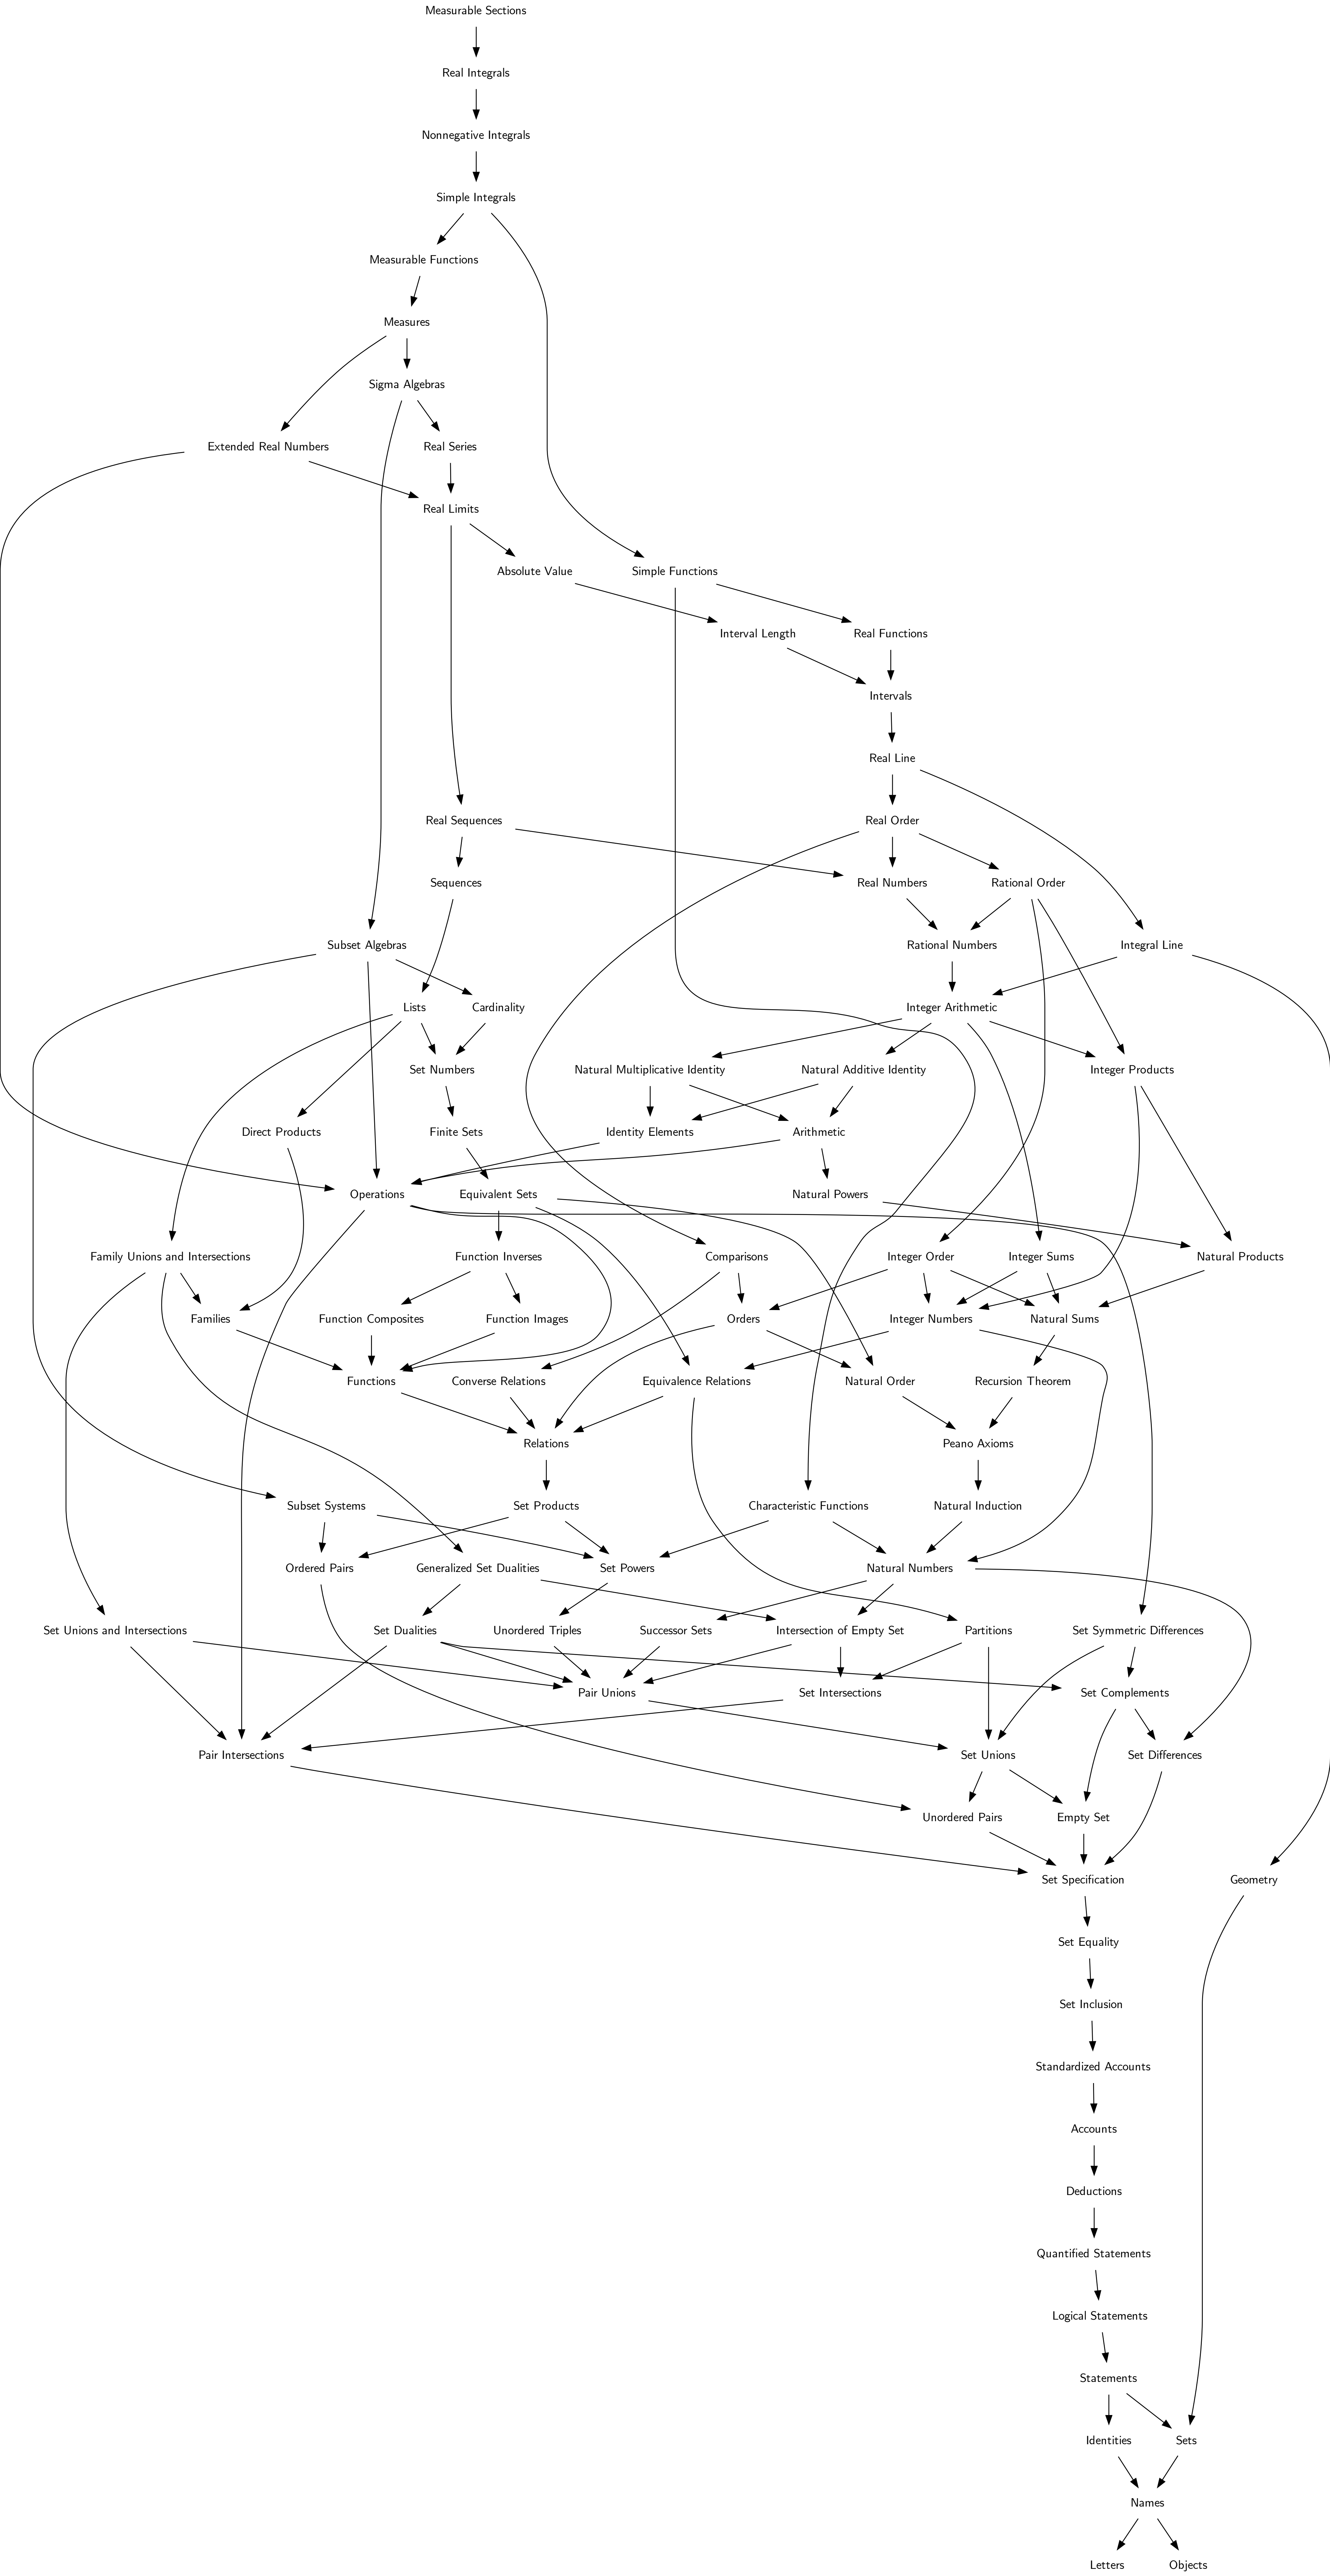 Measurable Sections
Real Integrals
Nonnegative Integrals
Simple Integrals
Measurable Functions
Measures
Sigma Algebras
Extended Real Numbers
Real Series
Real Limits
Absolute Value
Simple Functions
Interval Length
Real Functions
Intervals
Real Line
Real Sequences
Real Order
Sequences
Real Numbers
Rational Order
Subset Algebras
Rational Numbers
Integral Line
Lists
Cardinality
Integer Arithmetic
Set Numbers
Natural Multiplicative Identity
Natural Additive Identity
Integer Products
Direct Products
Finite Sets
Identity Elements
Arithmetic
Operations
Equivalent Sets
Natural Powers
Family Unions and Intersections
Function Inverses
Comparisons
Integer Order
Integer Sums
Natural Products
Families
Function Composites
Function Images
Orders
Integer Numbers
Natural Sums
Functions
Converse Relations
Equivalence Relations
Natural Order
Recursion Theorem
Relations
Peano Axioms
Subset Systems
Set Products
Characteristic Functions
Natural Induction
Ordered Pairs
Generalized Set Dualities
Set Powers
Natural Numbers
Set Unions and Intersections
Set Dualities
Unordered Triples
Successor Sets
Intersection of Empty Set
Partitions
Set Symmetric Differences
Pair Unions
Set Intersections
Set Complements
Pair Intersections
Set Unions
Set Differences
Unordered Pairs
Empty Set
Set Specification
Geometry
Set Equality
Set Inclusion
Standardized Accounts
Accounts
Deductions
Quantified Statements
Logical Statements
Statements
Identities
Sets
Names
Letters
Objects